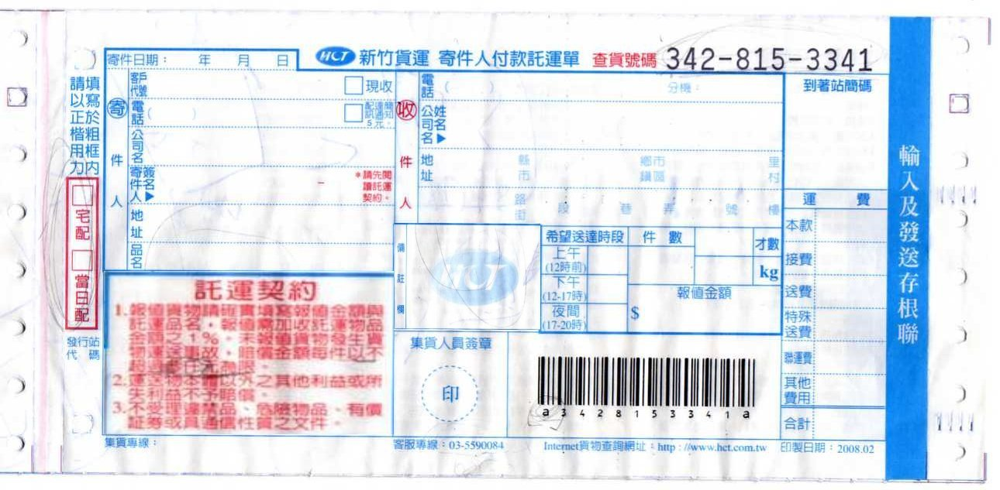 寄件日期： 年 月 日
HCT 新竹貨運 寄件人付款託運單 查貨號碼 342-815-3341
請填寫於粗框內
以正楷用力
宅配
當日配
發行站
代碼
寄件人
客戶
代號
現收
電話（ ）
配達簡
訊通知
5元。
公司名
寄件人簽名▶
*請先閱
讀託運
契約。
地址
品名
收件人
電話（ ） 分機：
公司名
姓名▶
地址
縣市 鄉市鎮區 里村
路街 段 巷 弄 號 樓
備註欄
HCT
希望送達時段 件數 才數
上午
(12時前)
kg
下午
(12-17時)
夜間
(17-20時)
報值金額
$
到著站簡碼
運費
本款
接費
送費
特殊
送費
聯運費
其他
費用
合計
託運契約
1.報值貨物請確實填寫報值金額與
託運品名，報值需加收託運物品
金額之1%，未報值貨物發生貨
物運送事故，賠償金額每件以不
2.運送物本體以外之其他利益或所
失利益不予賠償。
3.不受理違禁品、危險物品、有價
証券或具通信性質之文件。
集貨人員簽章
印
a3428153341a
集貨專線：
客服專線：03-5590084
Internet貨物查詢網址：http://www.hct.com.tw
印製日期：2008.02
輸入及發送存根聯